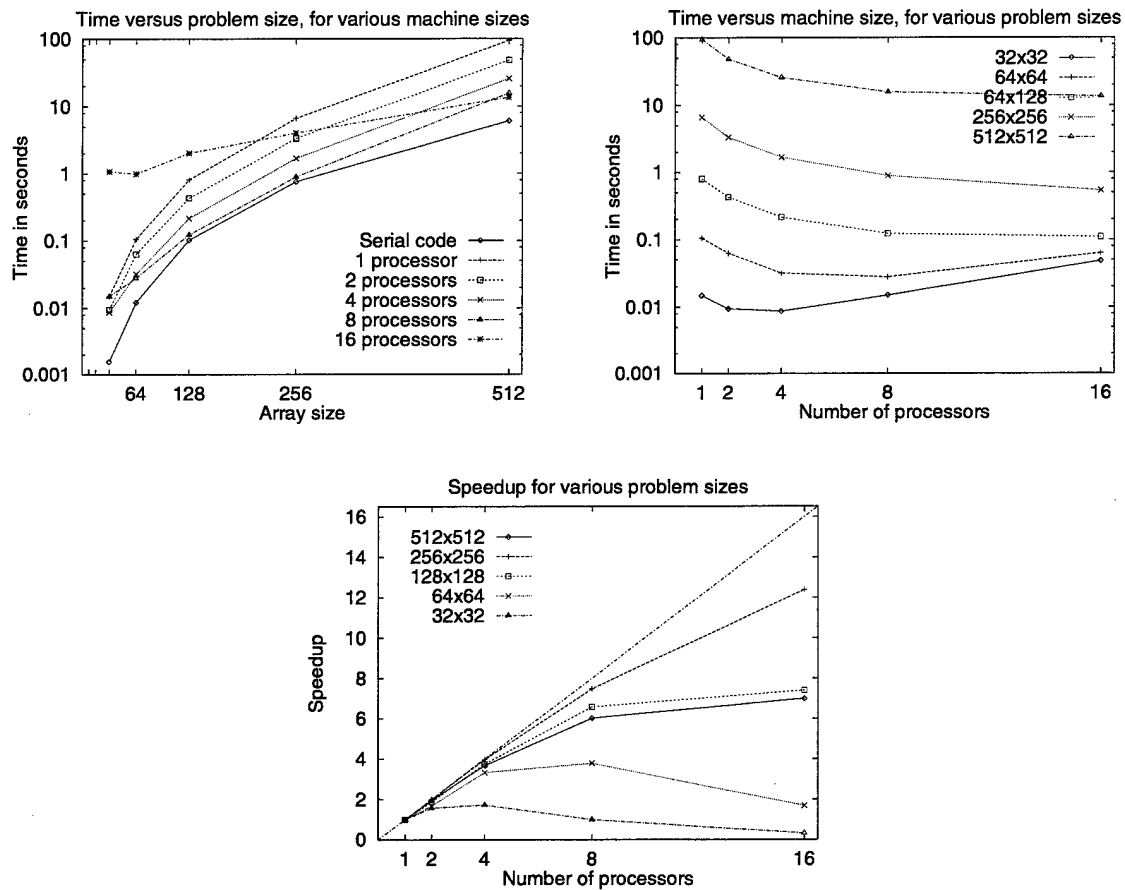 Time versus problem size, for various machine sizes
100
10
1
0.1
0.01
0.001
Time in seconds
Serial code
1 processor
2 processors
4 processors
8 processors
16 processors
64 128 256 512
Array size
Time versus machine size, for various problem sizes
100
10
1
0.1
0.01
0.001
Time in seconds
32x32
64x64
64x128
256x256
512x512
1 2 4 8 16
Number of processors
Speedup for various problem sizes
16
14
12
10
8
6
4
2
0
Speedup
512x512
256x256
128x128
64x64
32x32
1 2 4 8 16
Number of processors